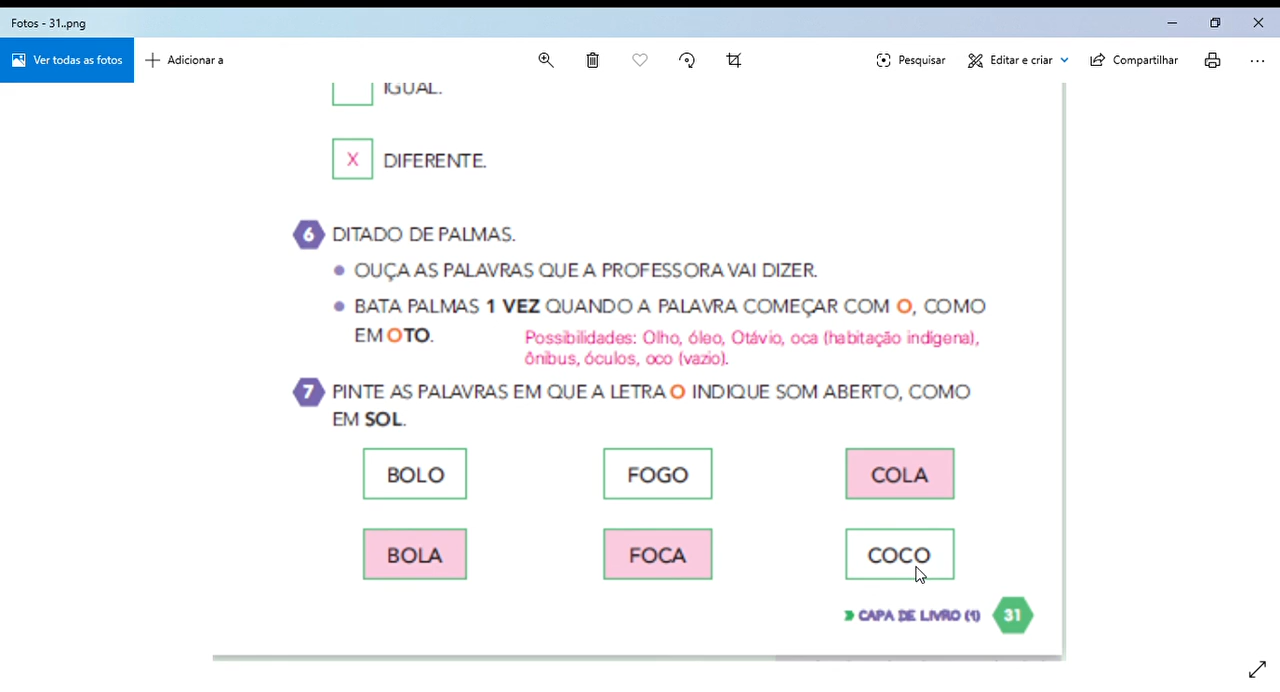 Fotos - 31..png
Ver todas as fotos
Adicionar a
Pesquisar
Editar e criar
Compartilhar
IGUAL.
X DIFERENTE.
6 DITADO DE PALMAS.
OUÇA AS PALAVRAS QUE A PROFESSORA VAI DIZER.
BATA PALMAS 1 VEZ QUANDO A PALAVRA COMEÇAR COM O, COMO
EM OTO.
Possibilidades: Olho, óleo, Otávio, oca (habitação indígena),
ônibus, óculos, oco (vazio).
7 PINTE AS PALAVRAS EM QUE A LETRA O INDIQUE SOM ABERTO, COMO
EM SOL.
BOLO FOGO COLA
BOLA FOCA COCO
CAPA DE LIVRO (1) 31